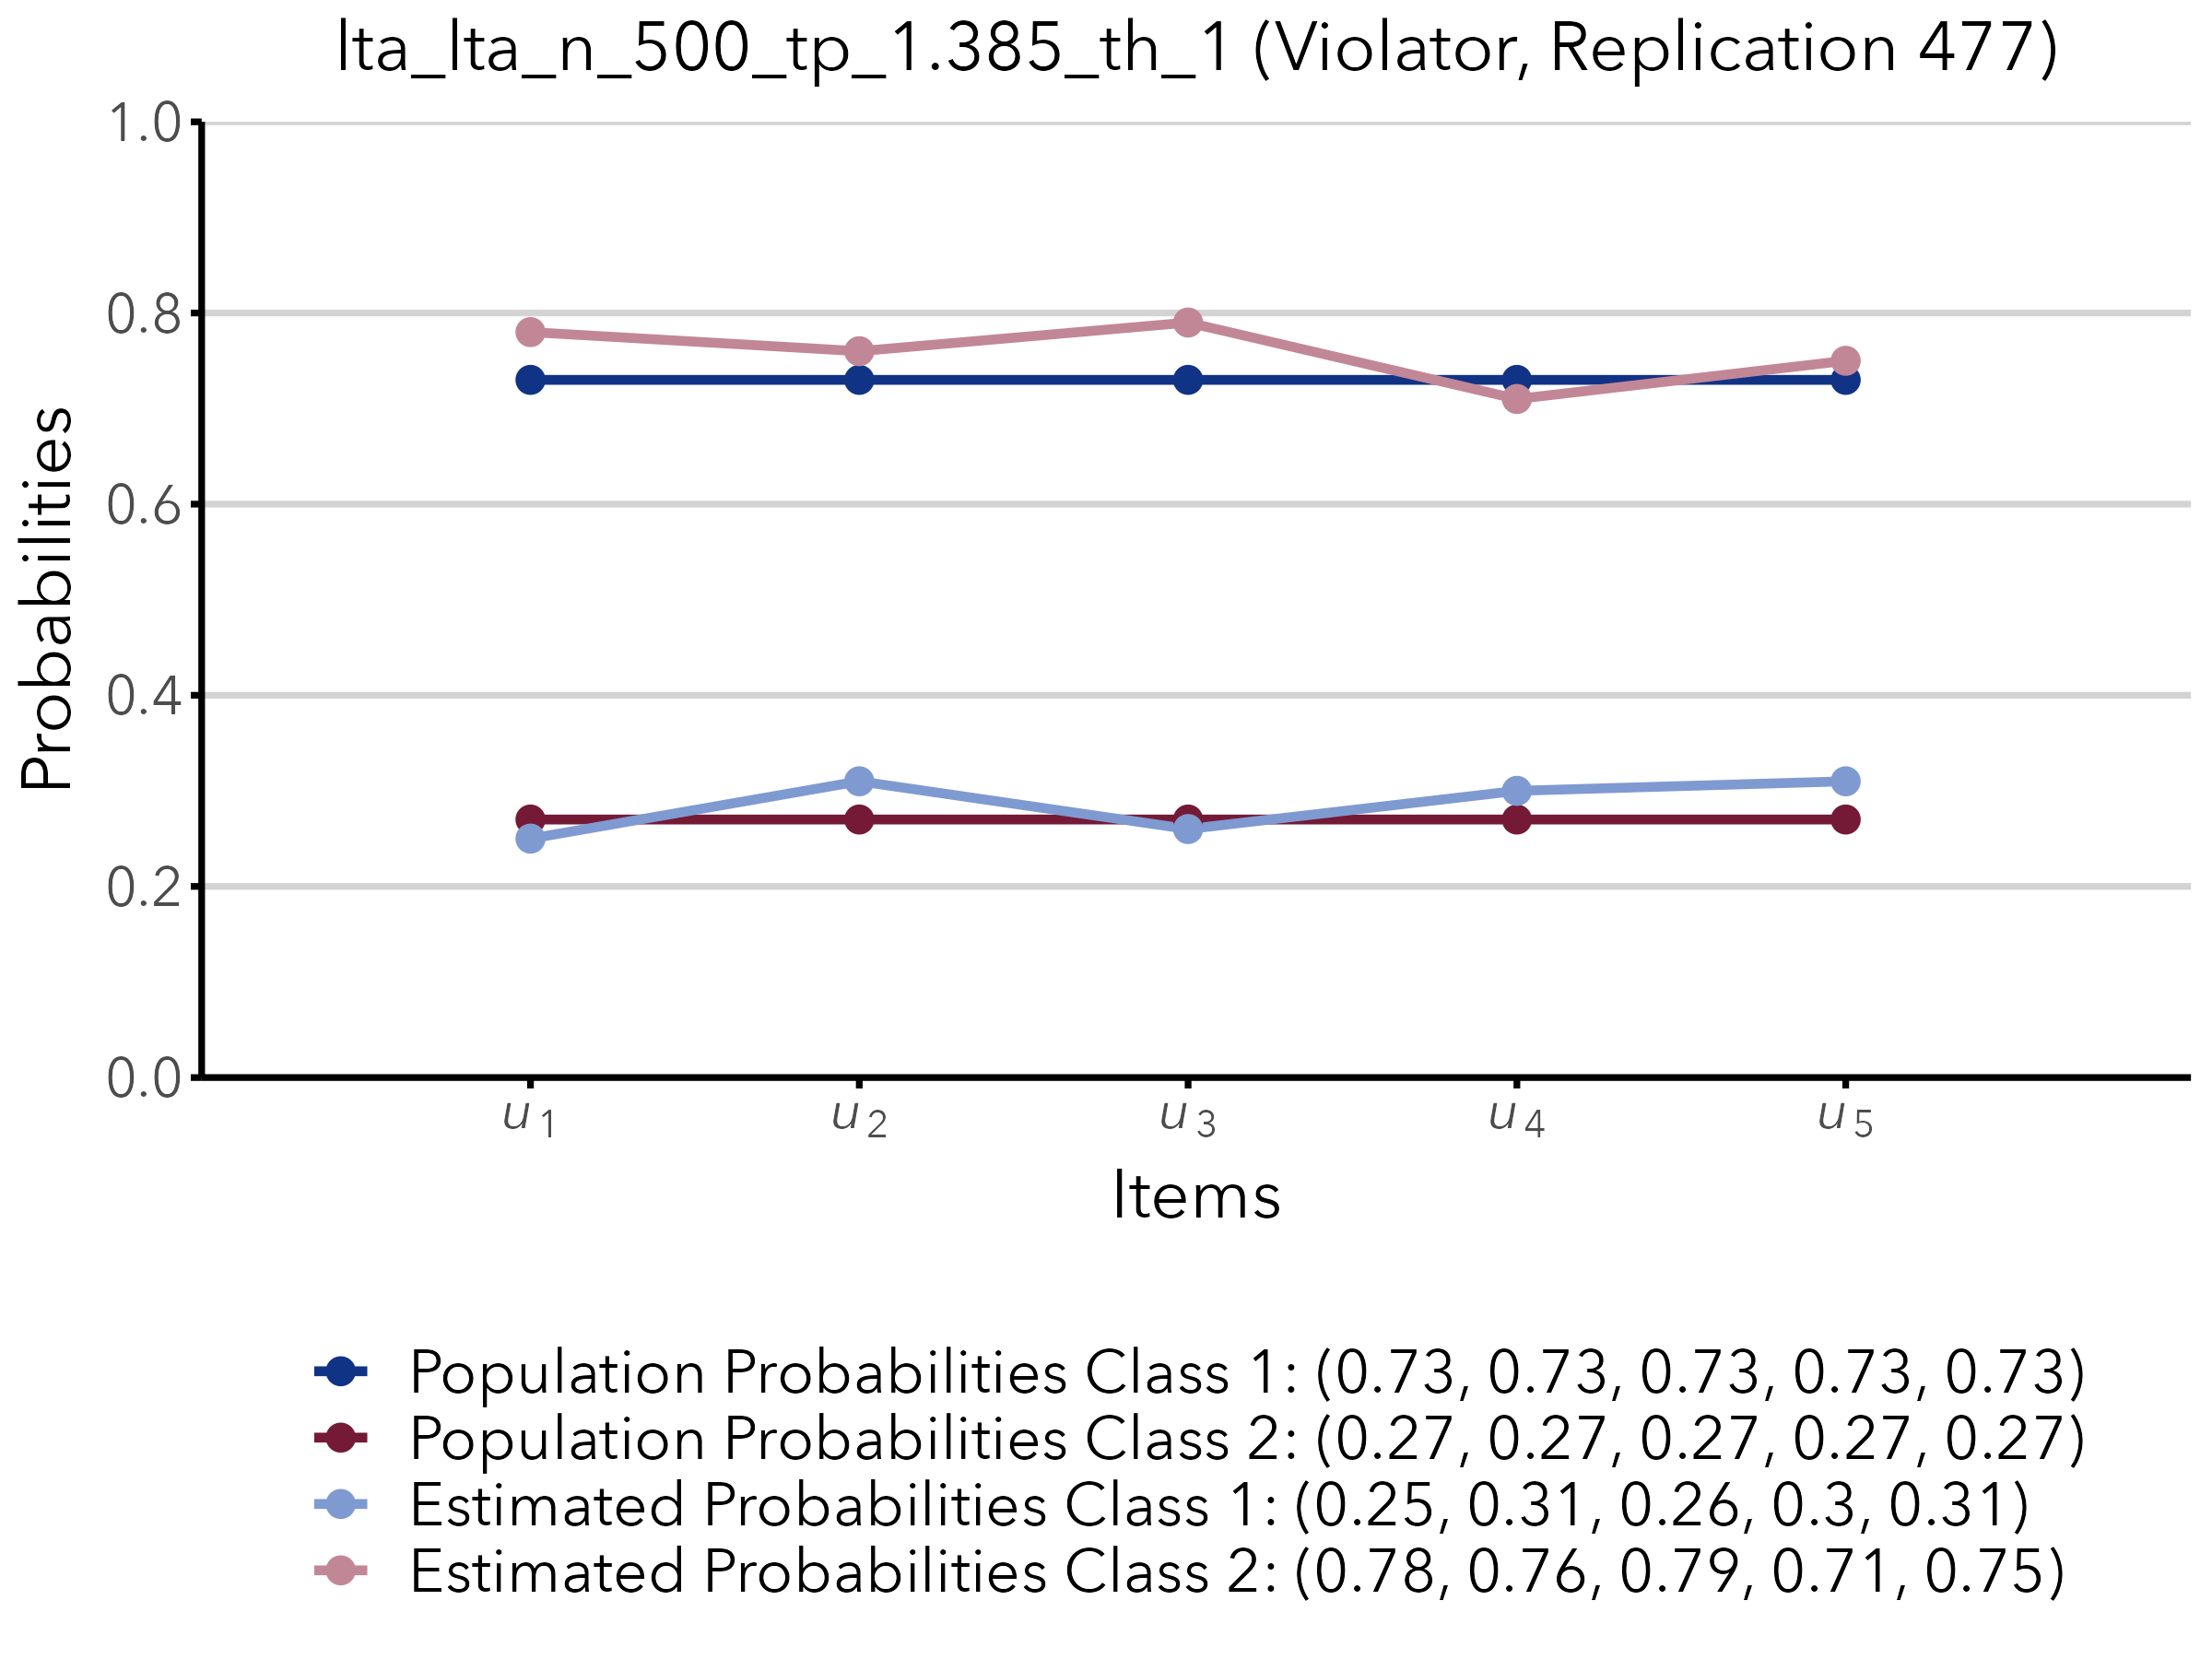 lta_lta_n_500_tp_1.385_th_1 (Violator, Replication 477)
1.0
0.8
0.6
0.4
0.2
0.0
Probabilities
u1 u2 u3 u4 u5
Items
Population Probabilities Class 1: (0.73, 0.73, 0.73, 0.73, 0.73)
Population Probabilities Class 2: (0.27, 0.27, 0.27, 0.27, 0.27)
Estimated Probabilities Class 1: (0.25, 0.31, 0.26, 0.3, 0.31)
Estimated Probabilities Class 2: (0.78, 0.76, 0.79, 0.71, 0.75)